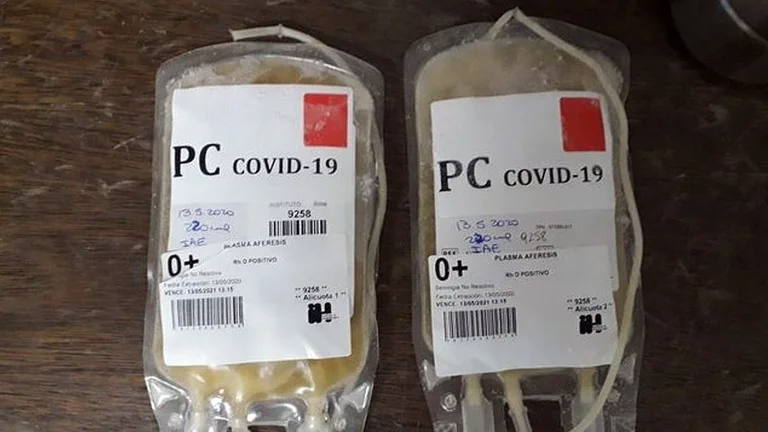 PC COVID-19
INSTITUTO
13.5.2020
9258
220 ml
IAE
PLASMA AFERESIS
0+
Rh D POSITIVO
Serología No Reactiva
Fecha Extracción: 13/05/2020
VENCE: 13/05/2021 13:15
** 9258 **
** Alicuota 1 **
PC COVID-19
13.5.2020
220 ml 9258
IAE
PLASMA AFERESIS
0+
Rh D POSITIVO
Serología No Reactiva
Fecha Extracción: 13/05/2020
VENCE: 13/05/2021 13:15
** 9258 **
** Alicuota 2 **